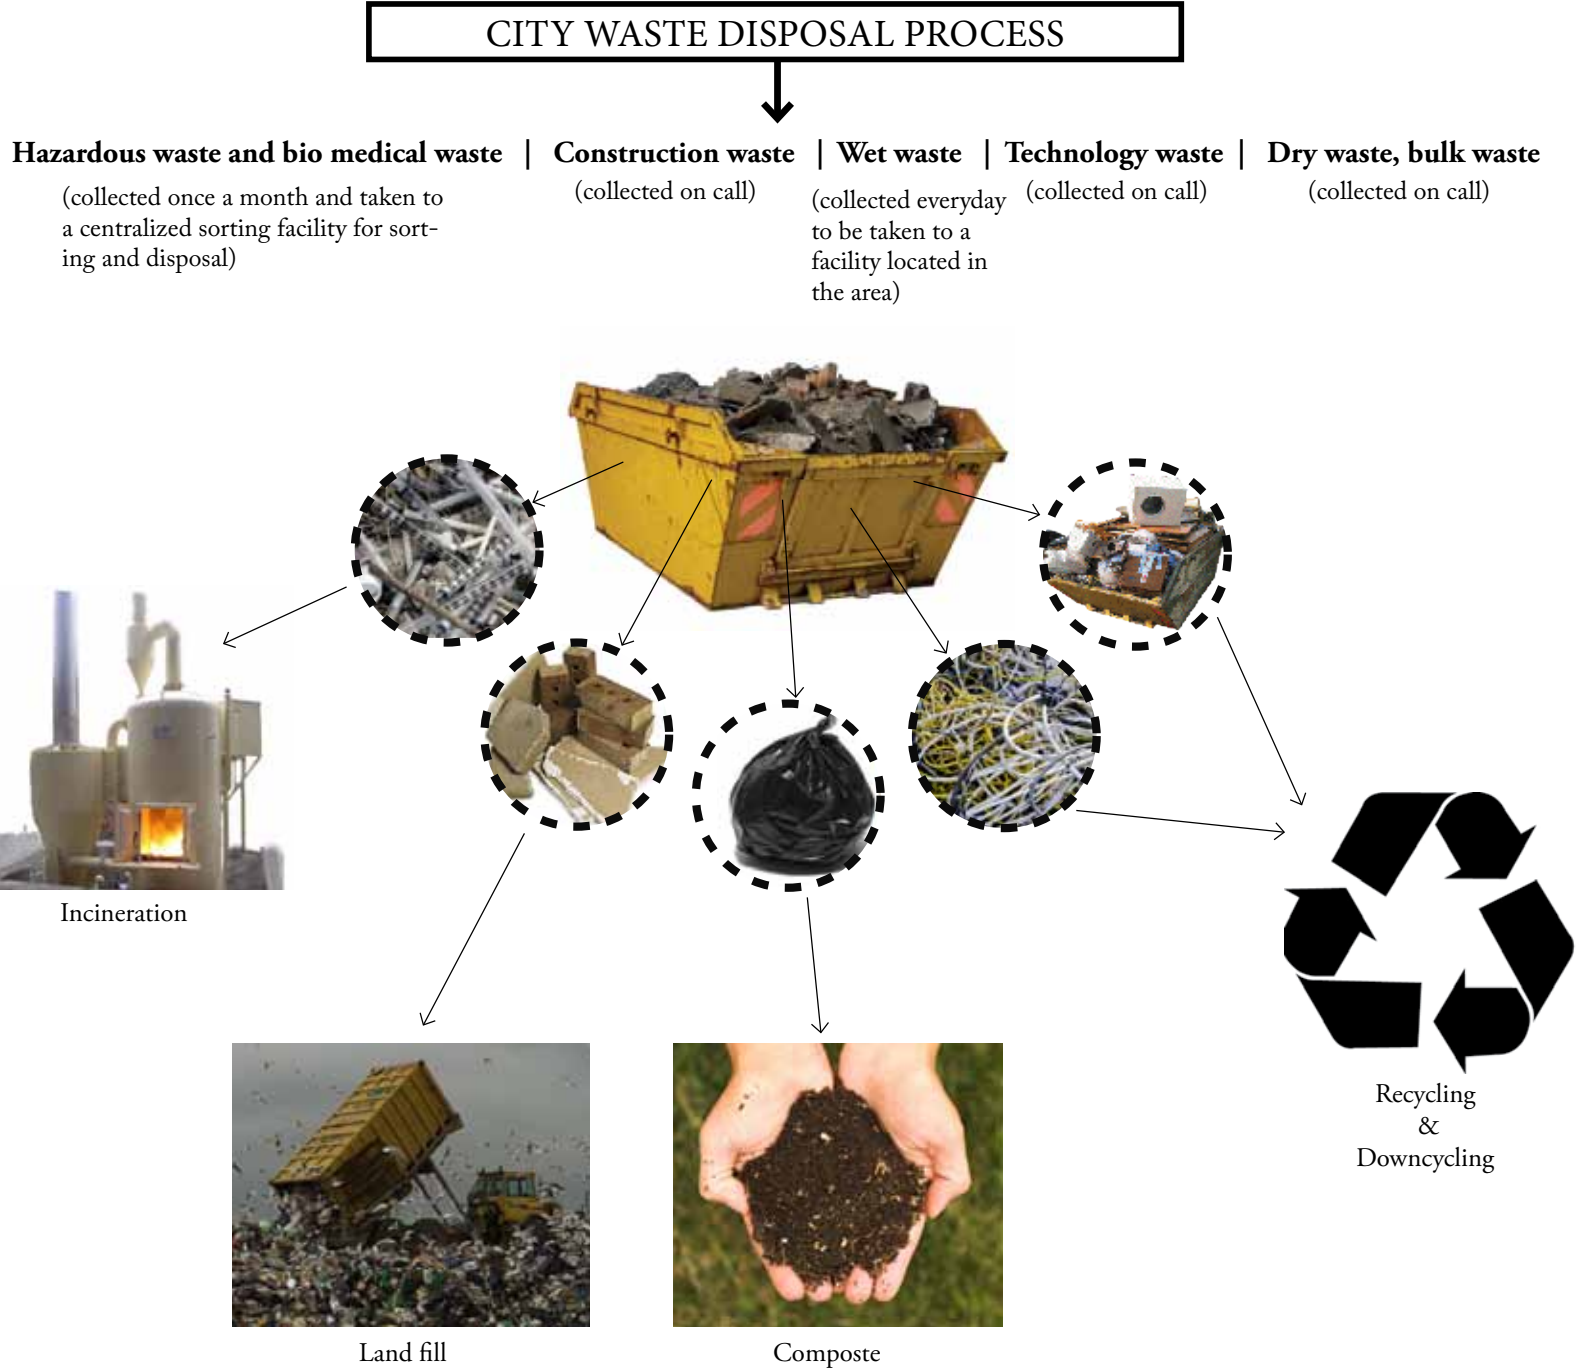 CITY WASTE DISPOSAL PROCESS
Hazardous waste and bio medical waste | Construction waste | Wet waste | Technology waste | Dry waste, bulk waste
(collected once a month and taken to
a centralized sorting facility for sort-
ing and disposal)
(collected on call)
(collected everyday
to be taken to a
facility located in
the area)
(collected on call)
(collected on call)
Incineration
Land fill
Composte
Recycling
&
Downcycling